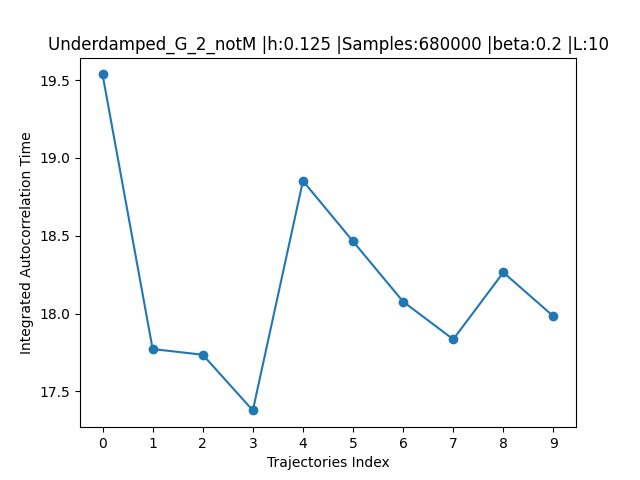 Underdamped_G_2_notM |h:0.125 |Samples:680000 |beta:0.2 |L:10
Integrated Autocorrelation Time
19.5
19.0
18.5
18.0
17.5
0 1 2 3 4 5 6 7 8 9
Trajectories Index